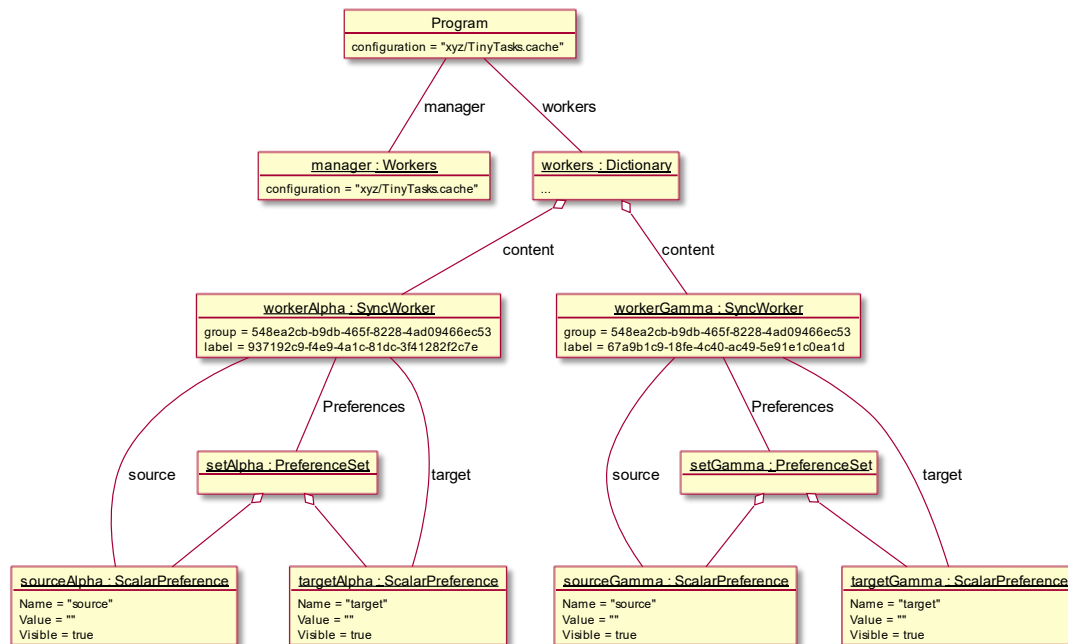 Program
configuration = "xyz/TinyTasks.cache"
manager
workers
manager : Workers
configuration = "xyz/TinyTasks.cache"
workers : Dictionary
...
content
content
workerAlpha : SyncWorker
group = 548ea2cb-b9db-465f-8228-4ad09466ec53
label = 937192c9-f4e9-4a1c-81dc-3f41282f2c7e
workerGamma : SyncWorker
group = 548ea2cb-b9db-465f-8228-4ad09466ec53
label = 67a9b1c9-18fe-4c40-ac49-5e91e1c0ea1d
Preferences
Preferences
source
setAlpha : PreferenceSet
target
source
setGamma : PreferenceSet
target
sourceAlpha : ScalarPreference
Name = "source"
Value = ""
Visible = true
targetAlpha : ScalarPreference
Name = "target"
Value = ""
Visible = true
sourceGamma : ScalarPreference
Name = "source"
Value = ""
Visible = true
targetGamma : ScalarPreference
Name = "target"
Value = ""
Visible = true